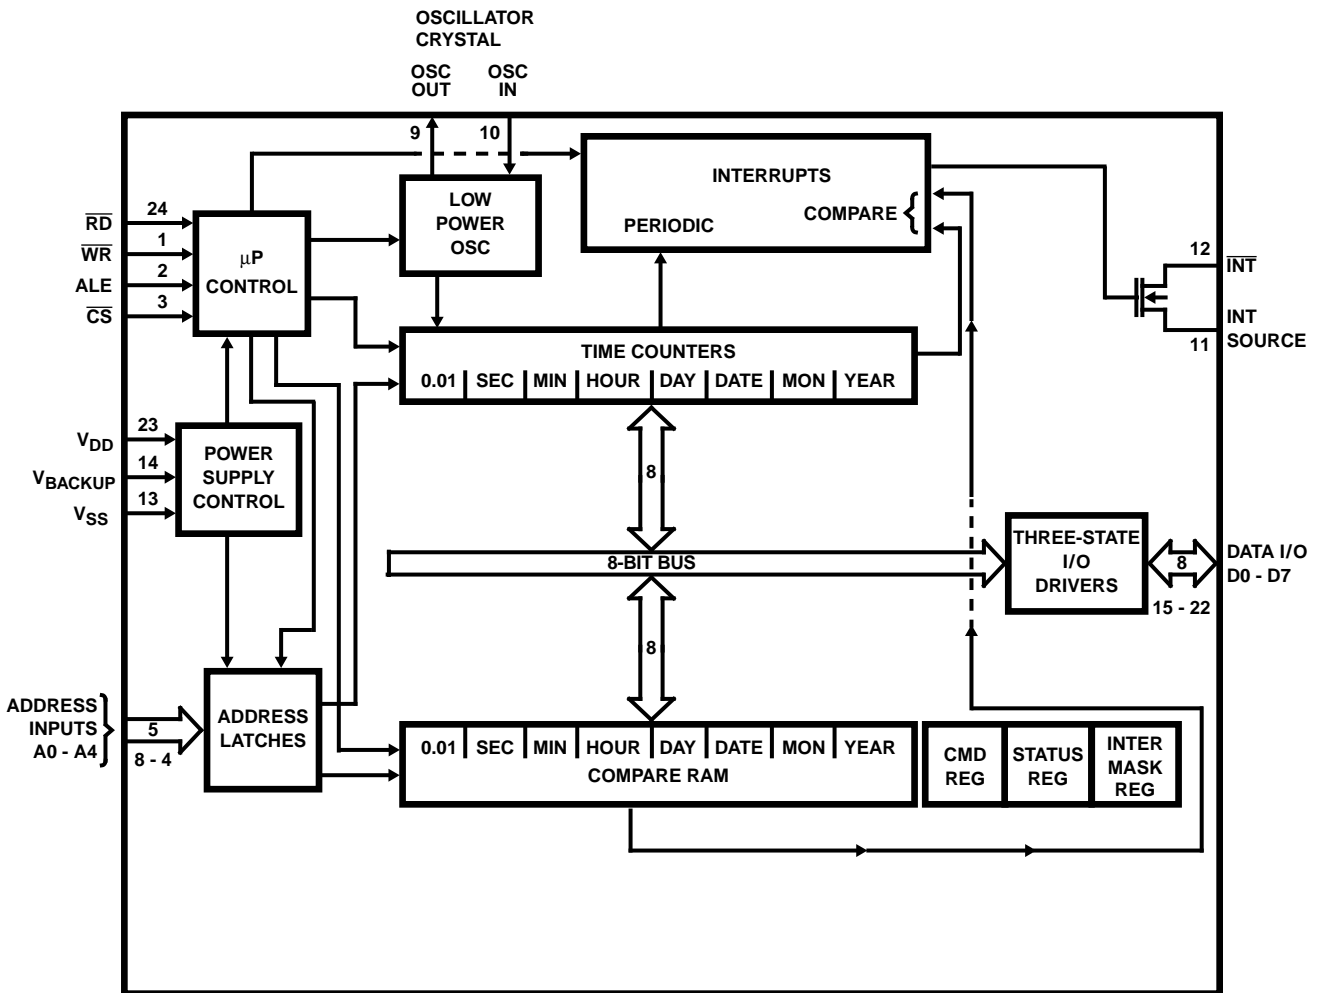 OSCILLATOR
CRYSTAL
OSC
OUT
OSC
IN
9
10
24
RD
1
WR
2
ALE
3
CS
µP
CONTROL
LOW
POWER
OSC
INTERRUPTS
COMPARE {
PERIODIC
12
INT
INT
SOURCE
11
TIME COUNTERS
0.01 SEC MIN HOUR DAY DATE MON YEAR
23
VDD
14
VBACKUP
13
VSS
POWER
SUPPLY
CONTROL
8
8-BIT BUS
THREE-STATE
I/O
DRIVERS
8
DATA I/O
D0 - D7
15 - 22
8
ADDRESS
INPUTS
A0 - A4
5
8 - 4
ADDRESS
LATCHES
0.01 SEC MIN HOUR DAY DATE MON YEAR
COMPARE RAM
CMD
REG
STATUS
REG
INTER
MASK
REG